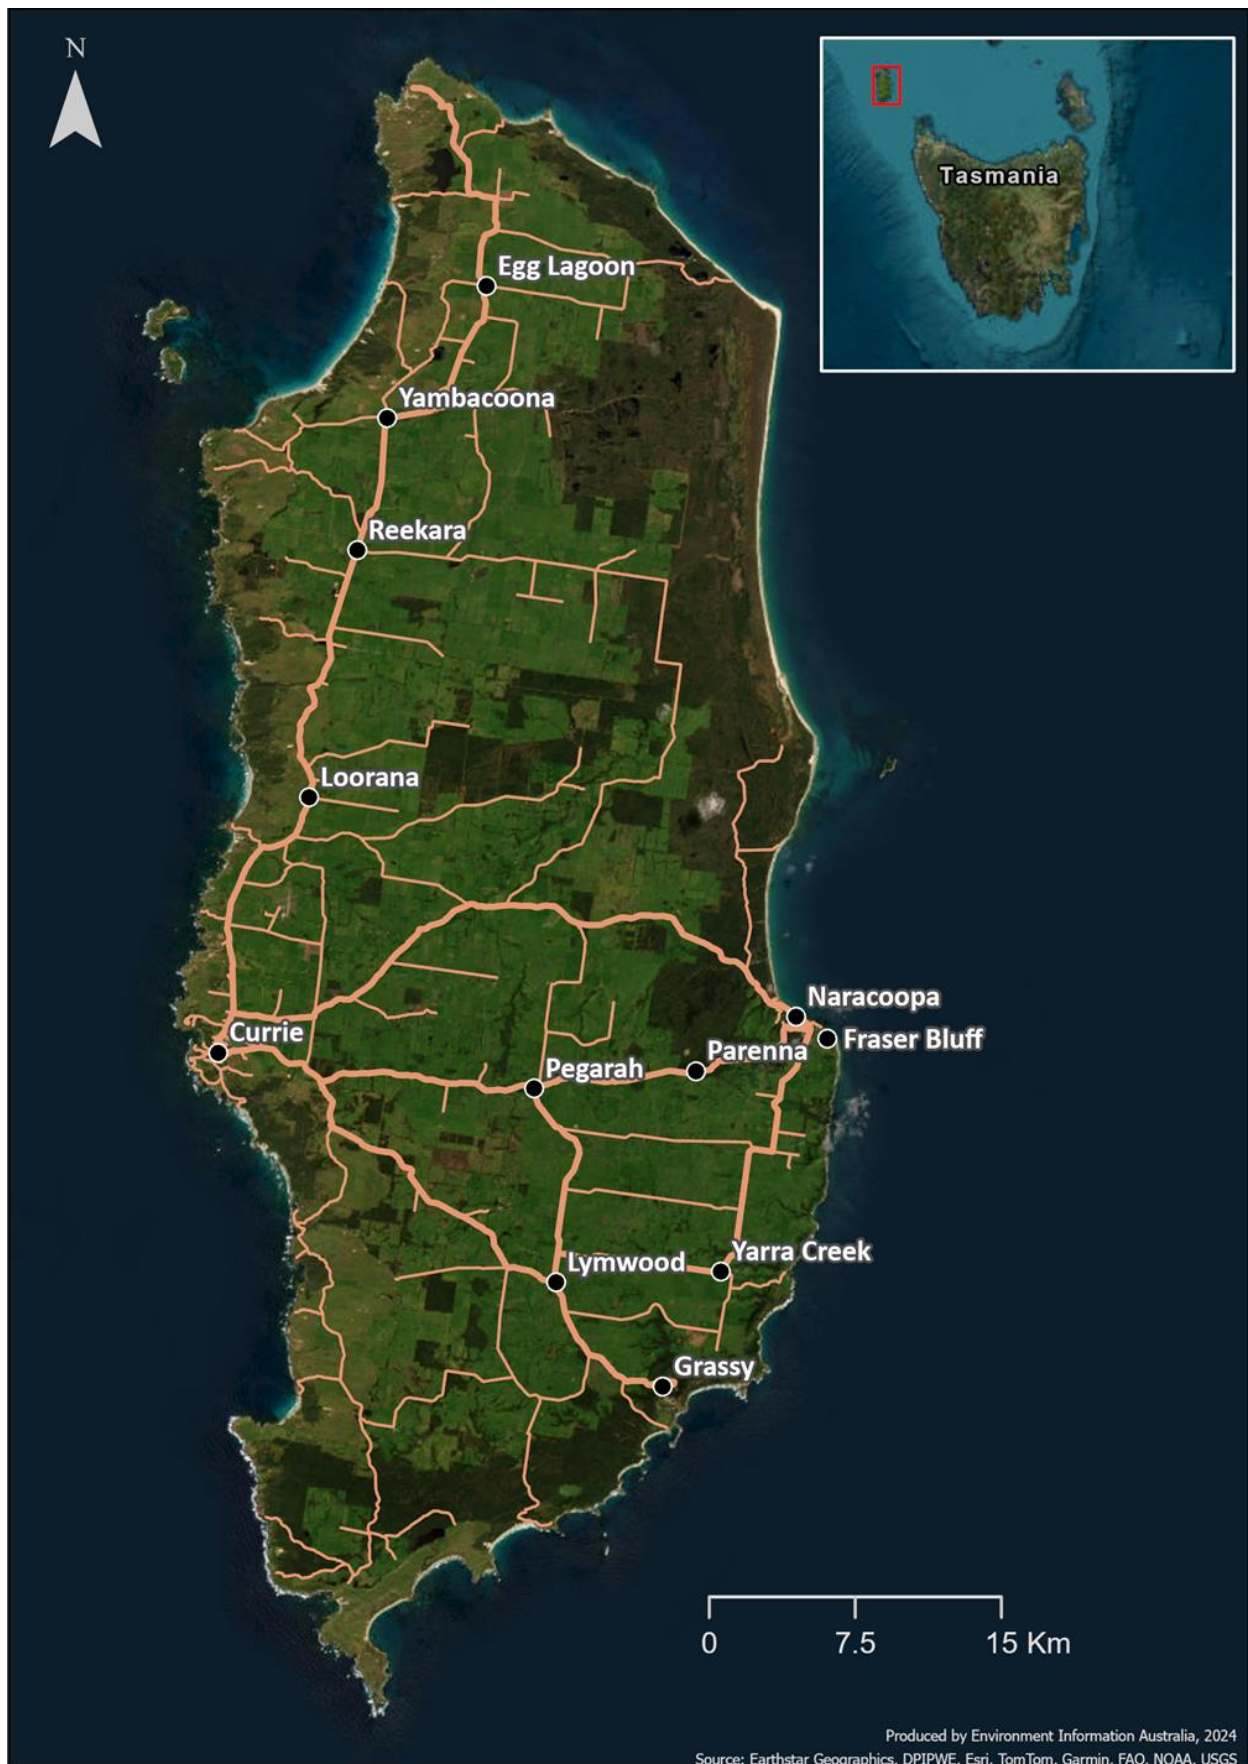 N
Tasmania
Egg Lagoon
Yambacoona
Reekara
Loorana
Naracoopa
Currie
Fraser Bluff
Parenna
Pegarah
Yarra Creek
Lymwood
Grassy
0 7.5 15 Km
Produced by Environment Information Australia, 2024
Source: Earthstar Geographics, DPIPWE, Esri, TomTom, Garmin, FAO, NOAA, USGS